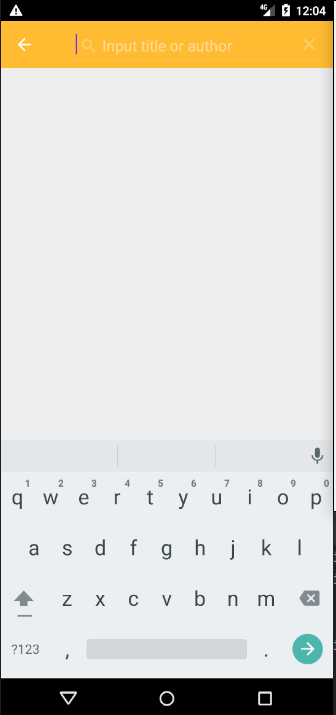 4G 12:04
Input title or author
1 2 3 4 5 6 7 8 9 0
q w e r t y u i o p
a s d f g h j k l
z x c v b n m
?123 , .